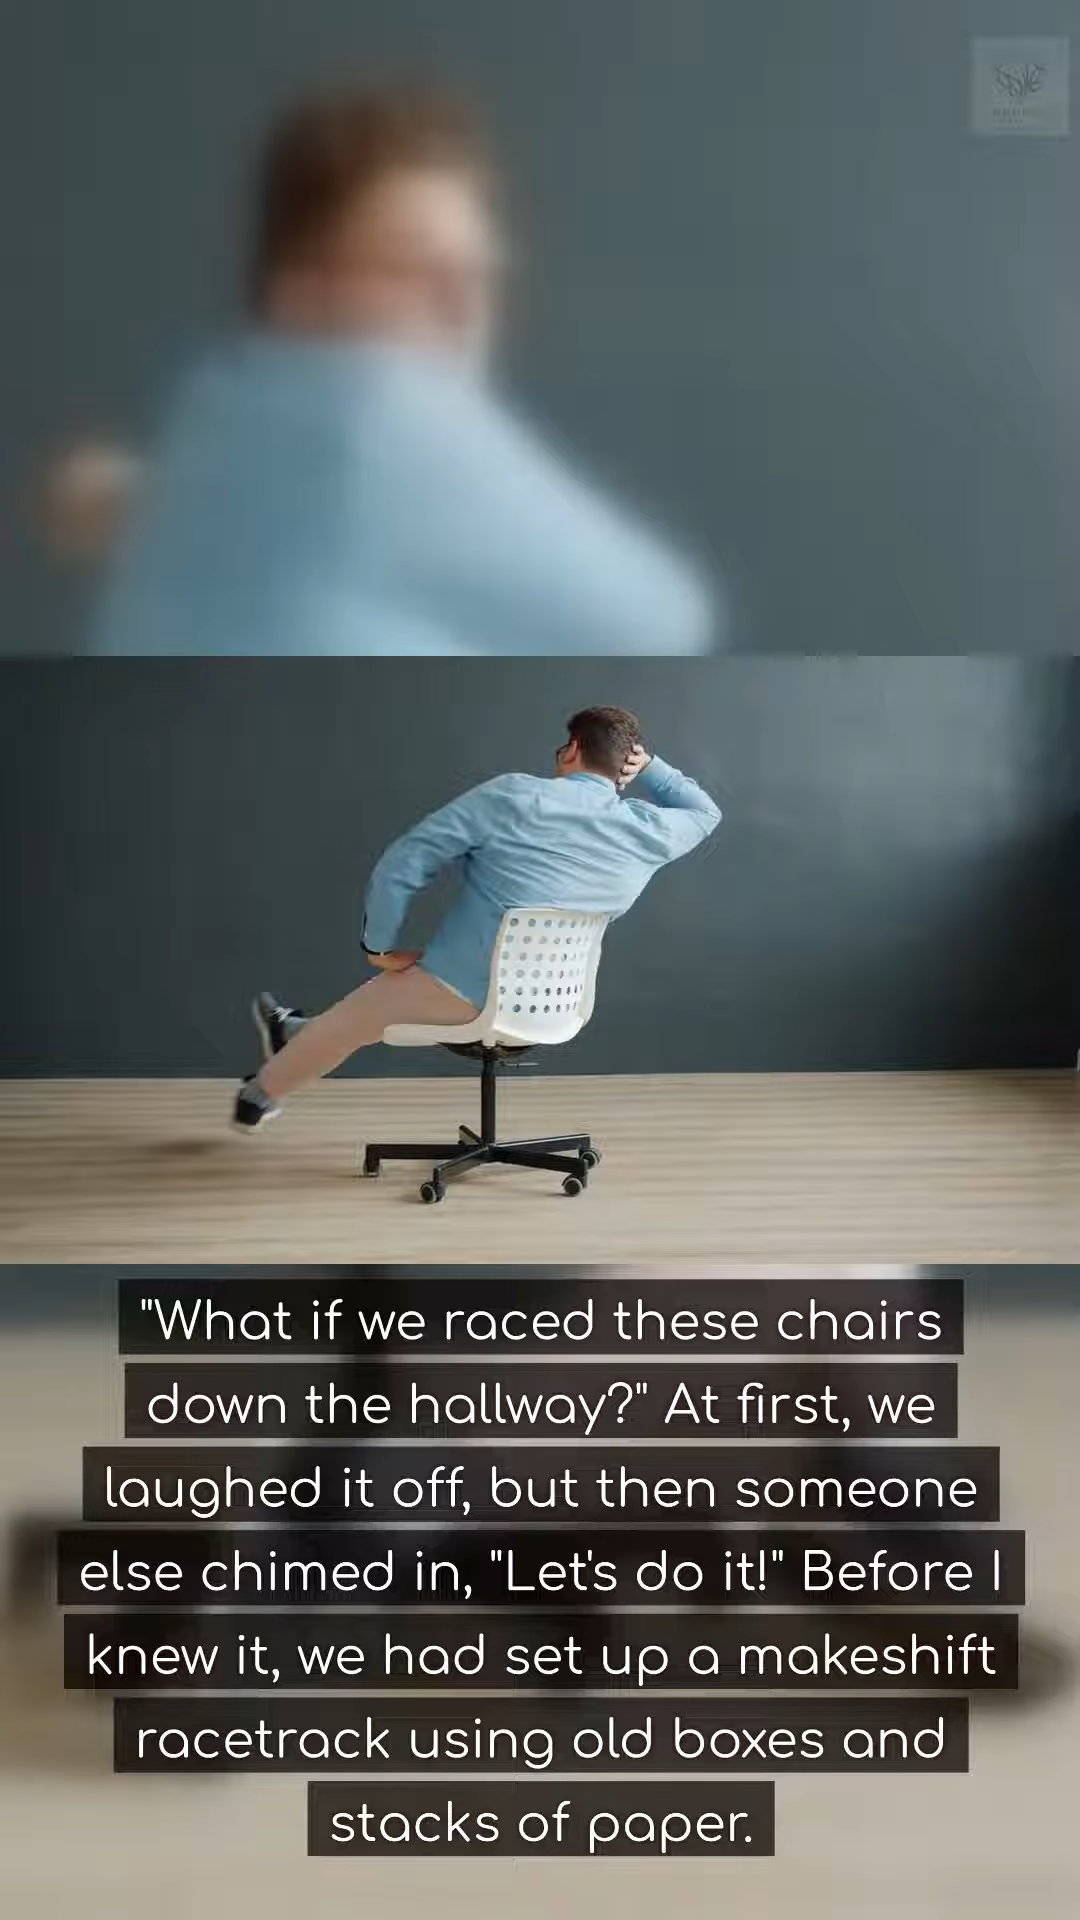 "What if we raced these chairs
down the hallway?" At first, we
laughed it off, but then someone
else chimed in, "Let's do it!" Before I
knew it, we had set up a makeshift
racetrack using old boxes and
stacks of paper.